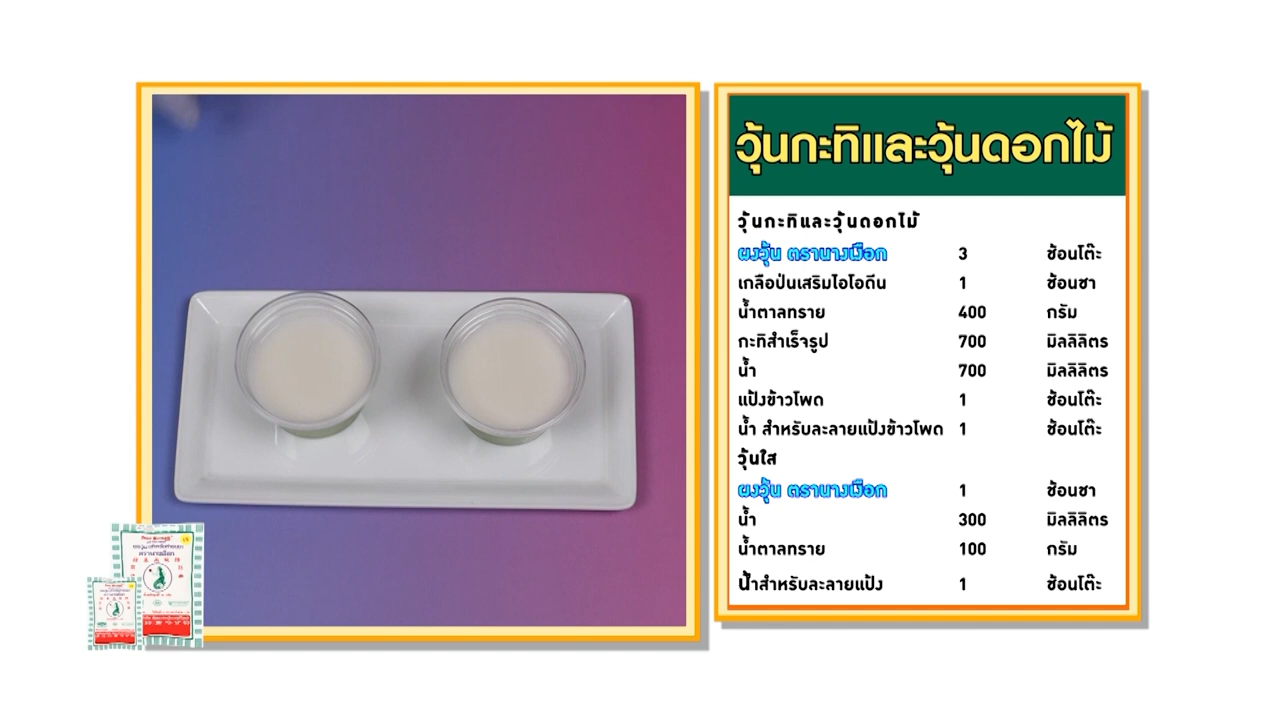 วุ้นกะทิและวุ้นดอกไม้
วุ้นกะทิและวุ้นดอกไม้
ผงวุ้น ตรานางเงือก 3 ช้อนโต๊ะ
เกลือป่นเสริมไอโอดีน 1 ช้อนชา
น้ำตาลทราย 400 กรัม
กะทิสำเร็จรูป 700 มิลลิลิตร
น้ำ 700 มิลลิลิตร
แป้งข้าวโพด 1 ช้อนโต๊ะ
น้ำ สำหรับละลายแป้งข้าวโพด 1 ช้อนโต๊ะ
วุ้นใส
ผงวุ้น ตรานางเงือก 1 ช้อนชา
น้ำ 300 มิลลิลิตร
น้ำตาลทราย 100 กรัม
น้ำสำหรับละลายแป้ง 1 ช้อนโต๊ะ
ตรานางเงือก